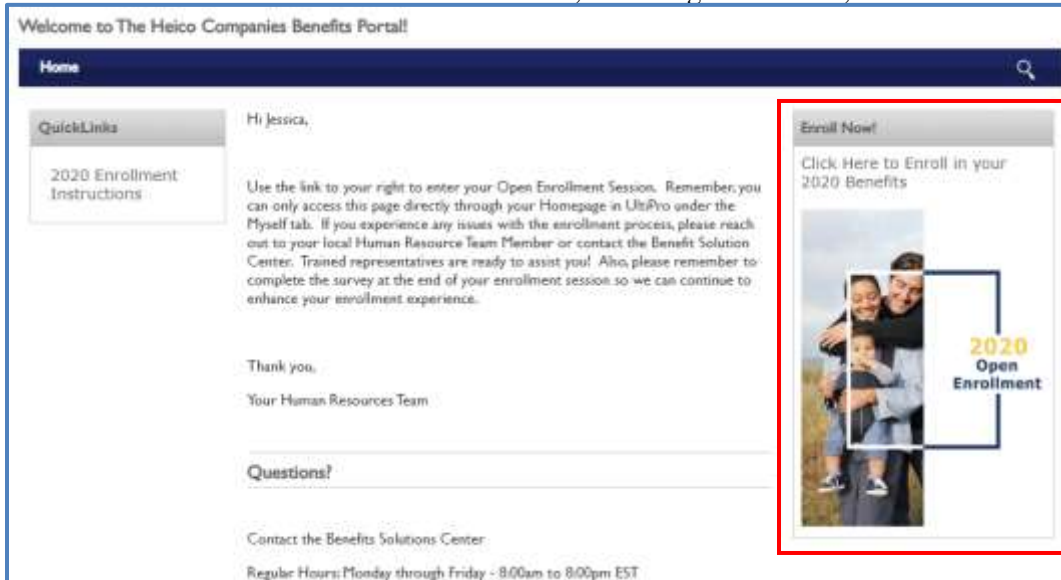 Welcome to The Heico Companies Benefits Portal!
Home
QuickLinks
2020 Enrollment
Instructions
Hi Jessica,
Use the link to your right to enter your Open Enrollment Session. Remember, you
can only access this page directly through your Homepage in UltiPro under the
Myself tab. If you experience any issues with the enrollment process, please reach
out to your local Human Resource Team Member or contact the Benefit Solution
Center. Trained representatives are ready to assist you! Also, please remember to
complete the survey at the end of your enrollment session so we can continue to
enhance your enrollment experience.
Thank you,
Your Human Resources Team
Questions?
Contact the Benefits Solutions Center
Regular Hours: Monday through Friday - 8:00am to 8:00pm EST
Enroll Now!
Click Here to Enroll in your
2020 Benefits
2020
Open
Enrollment